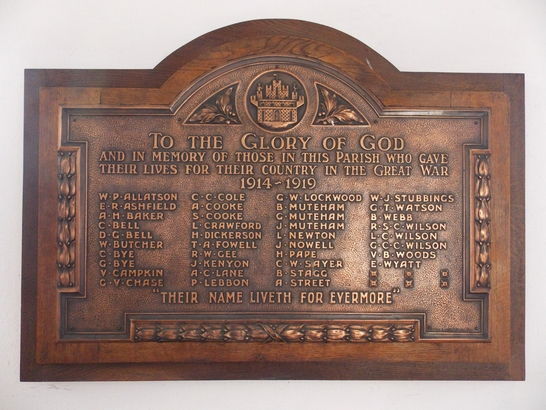 TO THE GLORY OF GOD
AND IN MEMORY OF THOSE IN THIS PARISH WHO GAVE
THEIR LIVES FOR THEIR COUNTRY IN THE GREAT WAR
1914~1919
W·P·ALLATSON
E·R·ASHFIELD
A·H·BAKER
C·BELL
D·G·BELL
W·BUTCHER
C·BYE
G·BYE
V·CAMPKIN
G·V·CHASE
C·C·COLE
A·COOKE
S·COOKE
L·CRAWFORD
H·DICKERSON
T·A·FOWELL
R·W·GEE
J·KENYON
A·C·LANE
P·LEBBON
G·W·LOCKWOOD
B·MUTEHAM
G·MUTEHAM
J·MUTEHAM
L·NEWTON
J·NOWELL
H·PAPE
C·W·SAYER
B·STAGG
A·STREET
W·J·STUBBINGS
G·T·WATSON
B·WEBB
R·S·C·WILSON
L·C·WILSON
G·C·C·WILSON
V·B·WOODS
E·WYATT
"THEIR NAME LIVETH FOR EVERMORE"